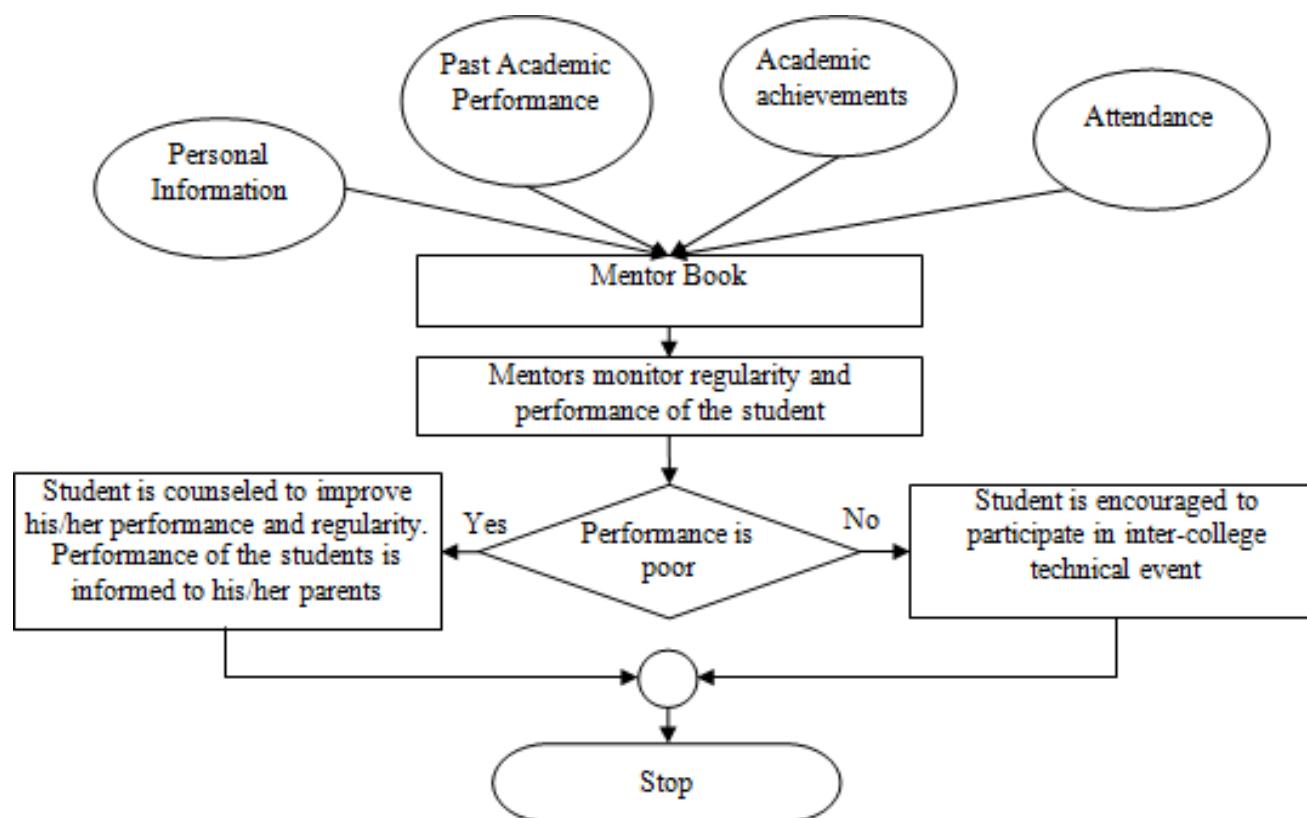 Past Academic
Performance
Academic
achievements
Attendance
Personal
Information
Mentor Book
Mentors monitor regularity and
performance of the student
Student is counseled to improve
his/her performance and regularity.
Performance of the students is
informed to his/her parents
Yes
Performance is
poor
No
Student is encouraged to
participate in inter-college
technical event
Stop